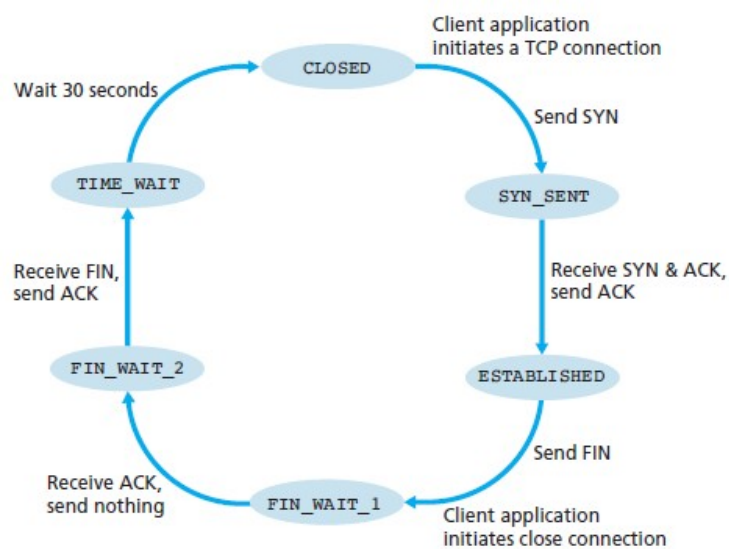 Client application
initiates a TCP connection
CLOSED
Wait 30 seconds
Send SYN
TIME_WAIT
SYN_SENT
Receive FIN,
send ACK
Receive SYN & ACK,
send ACK
FIN_WAIT_2
ESTABLISHED
Send FIN
Receive ACK,
send nothing
FIN_WAIT_1
Client application
initiates close connection